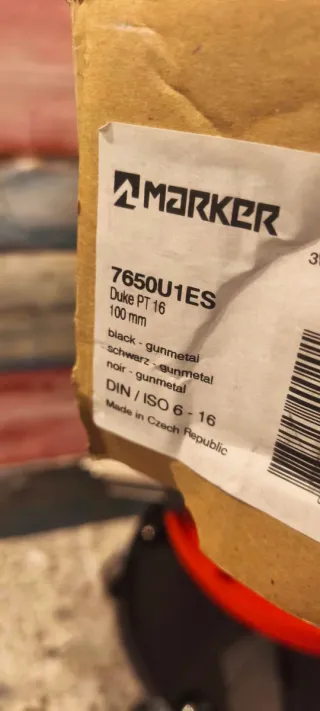 MARKER
7650U1ES
Duke PT 16
100 mm
black - gunmetal
schwarz - gunmetal
noir - gunmetal
DIN / ISO 6 - 16
Made in Czech Republic